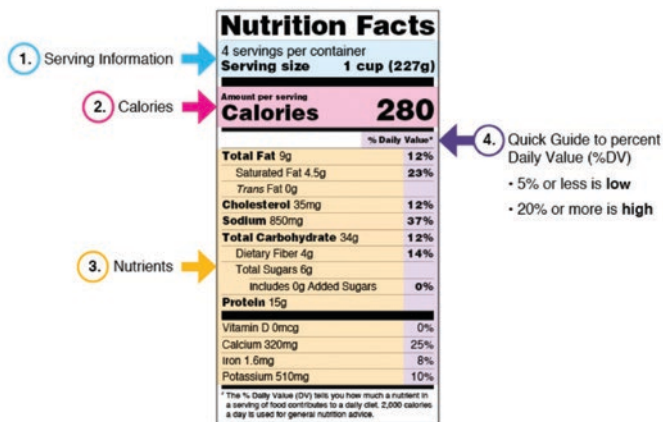 Nutrition Facts
4 servings per container
Serving size 1 cup (227g)
Amount per serving
Calories 280
% Daily Value*
Total Fat 9g 12%
Saturated Fat 4.5g 23%
Trans Fat 0g
Cholesterol 35mg 12%
Sodium 850mg 37%
Total Carbohydrate 34g 12%
Dietary Fiber 4g 14%
Total Sugars 6g
Includes 0g Added Sugars 0%
Protein 15g
Vitamin D 0mcg 0%
Calcium 320mg 25%
Iron 1.6mg 8%
Potassium 510mg 10%
* The % Daily Value (DV) tells you how much a nutrient in
a serving of food contributes to a daily diet. 2,000 calories
a day is used for general nutrition advice.
1. Serving Information
2. Calories
3. Nutrients
4. Quick Guide to percent
Daily Value (%DV)
• 5% or less is low
• 20% or more is high